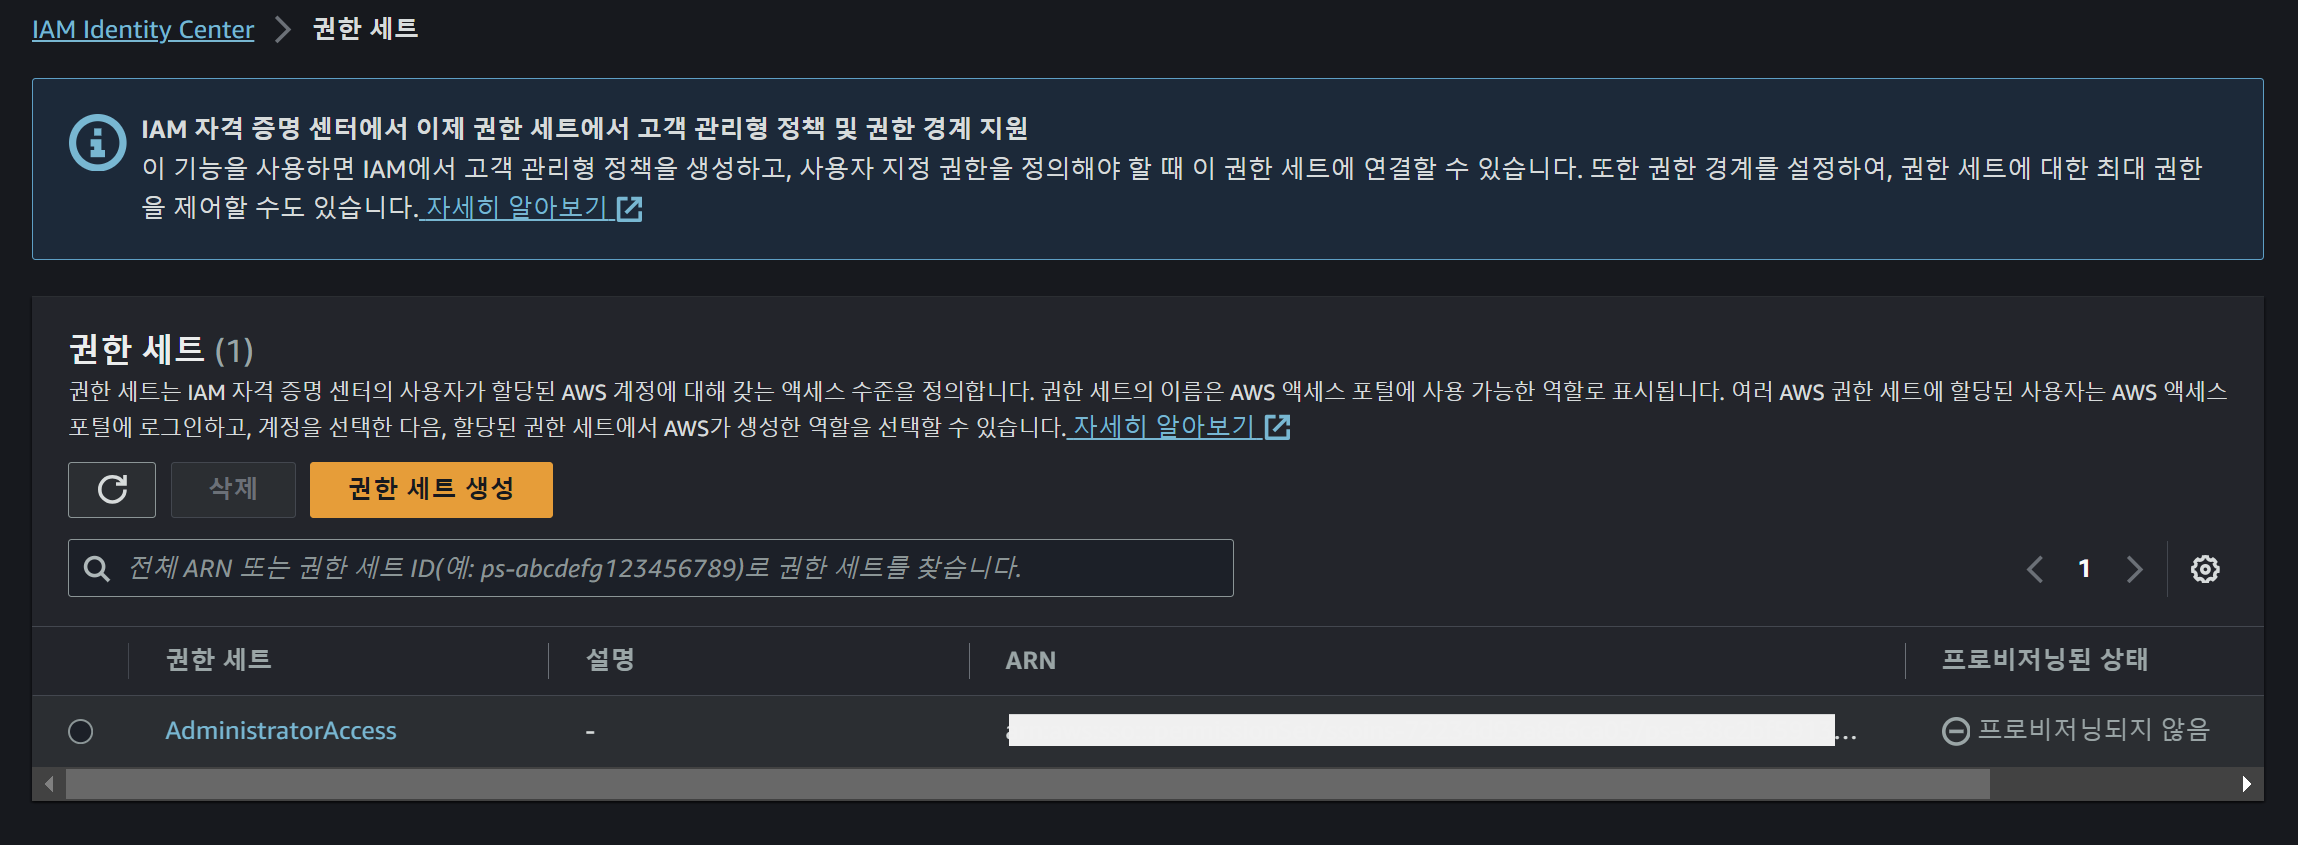 IAM Identity Center > 권한 세트
IAM 자격 증명 센터에서 이제 권한 세트에서 고객 관리형 정책 및 권한 경계 지원
이 기능을 사용하면 IAM에서 고객 관리형 정책을 생성하고, 사용자 지정 권한을 정의해야 할 때 이 권한 세트에 연결할 수 있습니다. 또한 권한 경계를 설정하여, 권한 세트에 대한 최대 권한
을 제어할 수도 있습니다. 자세히 알아보기
권한 세트 (1)
권한 세트는 IAM 자격 증명 센터의 사용자가 할당된 AWS 계정에 대해 갖는 액세스 수준을 정의합니다. 권한 세트의 이름은 AWS 액세스 포털에 사용 가능한 역할로 표시됩니다. 여러 AWS 권한 세트에 할당된 사용자는 AWS 액세스
포털에 로그인하고, 계정을 선택한 다음, 할당된 권한 세트에서 AWS가 생성한 역할을 선택할 수 있습니다. 자세히 알아보기
삭제 권한 세트 생성
전체 ARN 또는 권한 세트 ID(예: ps-abcdefg123456789)로 권한 세트를 찾습니다. 1
권한 세트 설명 ARN 프로비저닝된 상태
AdministratorAccess - ... 프로비저닝되지 않음